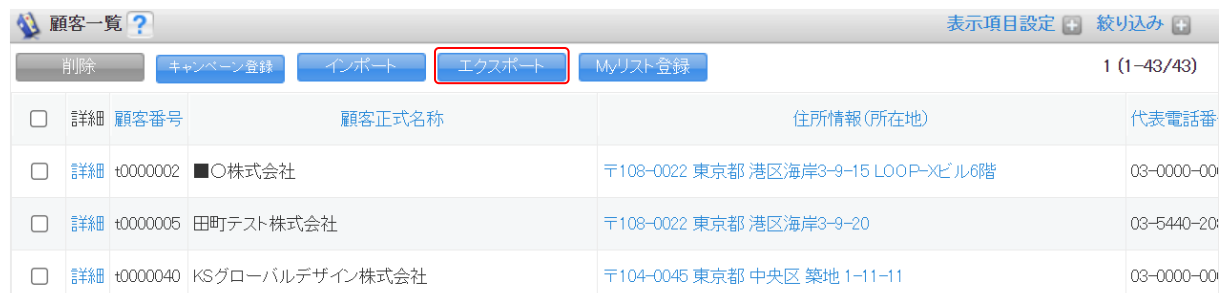 顧客一覧 ? 表示項目設定 絞り込み
削除 キャンペーン登録 インポート エクスポート Myリスト登録 1 (1-43/43)
詳細 顧客番号 顧客正式名称 住所情報(所在地) 代表電話番
詳細 t0000002 ■〇株式会社 〒108-0022 東京都 港区海岸3-9-15 LOOP-Xビル6階 03-0000-00
詳細 t0000005 田町テスト株式会社 〒108-0022 東京都 港区海岸3-9-20 03-5440-20
詳細 t0000040 KSグローバルデザイン株式会社 〒104-0045 東京都 中央区 築地 1-11-11 03-0000-00